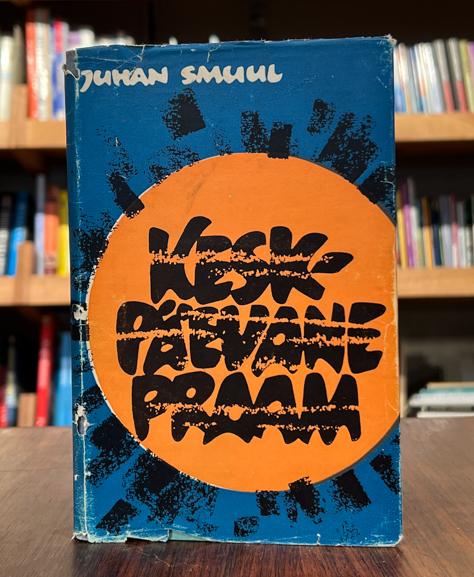 JUHAN SMUUL
KESK-
PÄEVANE
PRAAM